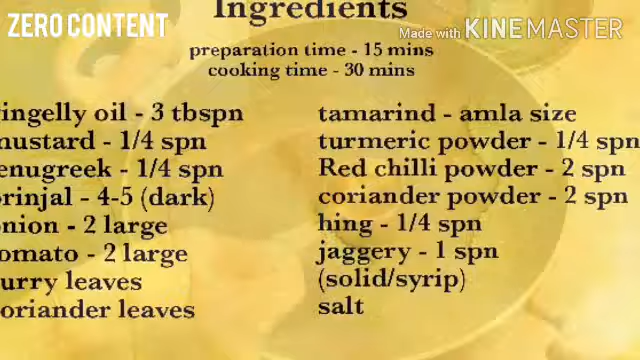 Ingredients
ZERO CONTENT
Made with KINEMASTER
preparation time - 15 mins
cooking time - 30 mins
ingelly oil - 3 tbspn
mustard - 1/4 spn
enugreek - 1/4 spn
brinjal - 4-5 (dark)
onion - 2 large
omato - 2 large
urry leaves
oriander leaves
tamarind - amla size
turmeric powder - 1/4 spn
Red chilli powder - 2 spn
coriander powder - 2 spn
hing - 1/4 spn
jaggery - 1 spn
(solid/syrip)
salt